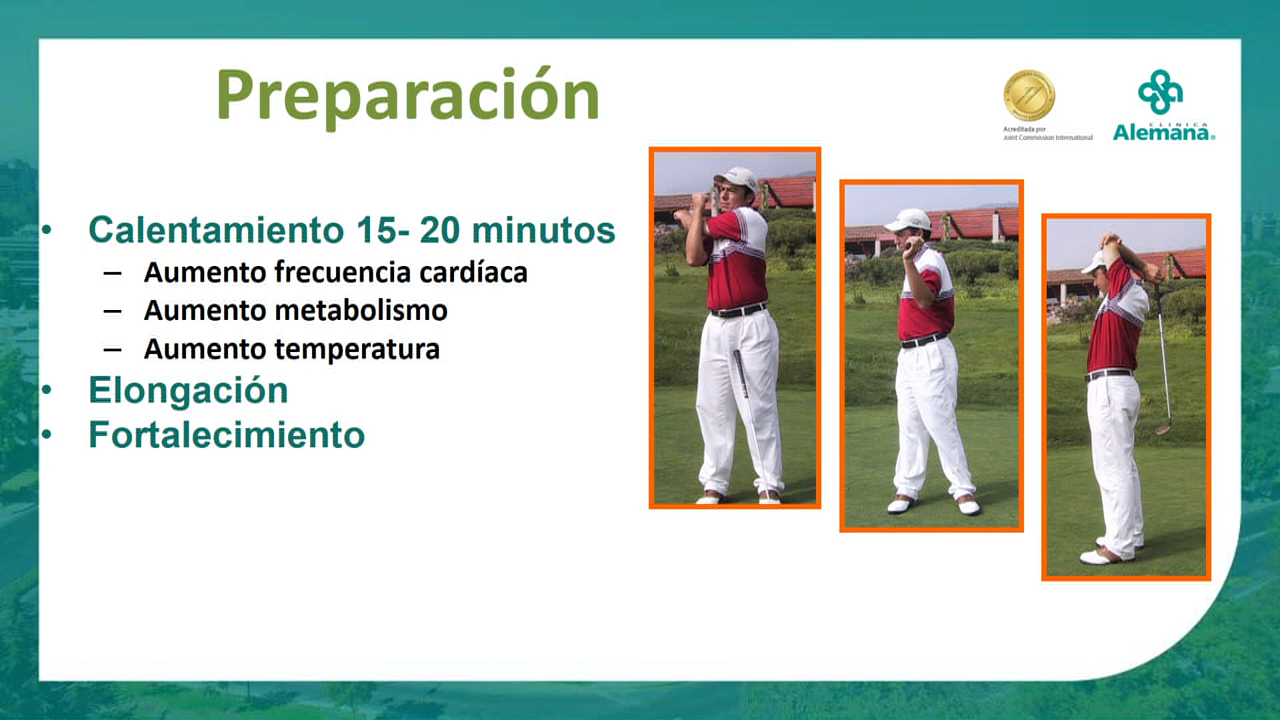 Preparación
Acreditada por
Joint Commission International
CLINICA
Alemana®
• Calentamiento 15- 20 minutos
– Aumento frecuencia cardíaca
– Aumento metabolismo
– Aumento temperatura
• Elongación
• Fortalecimiento